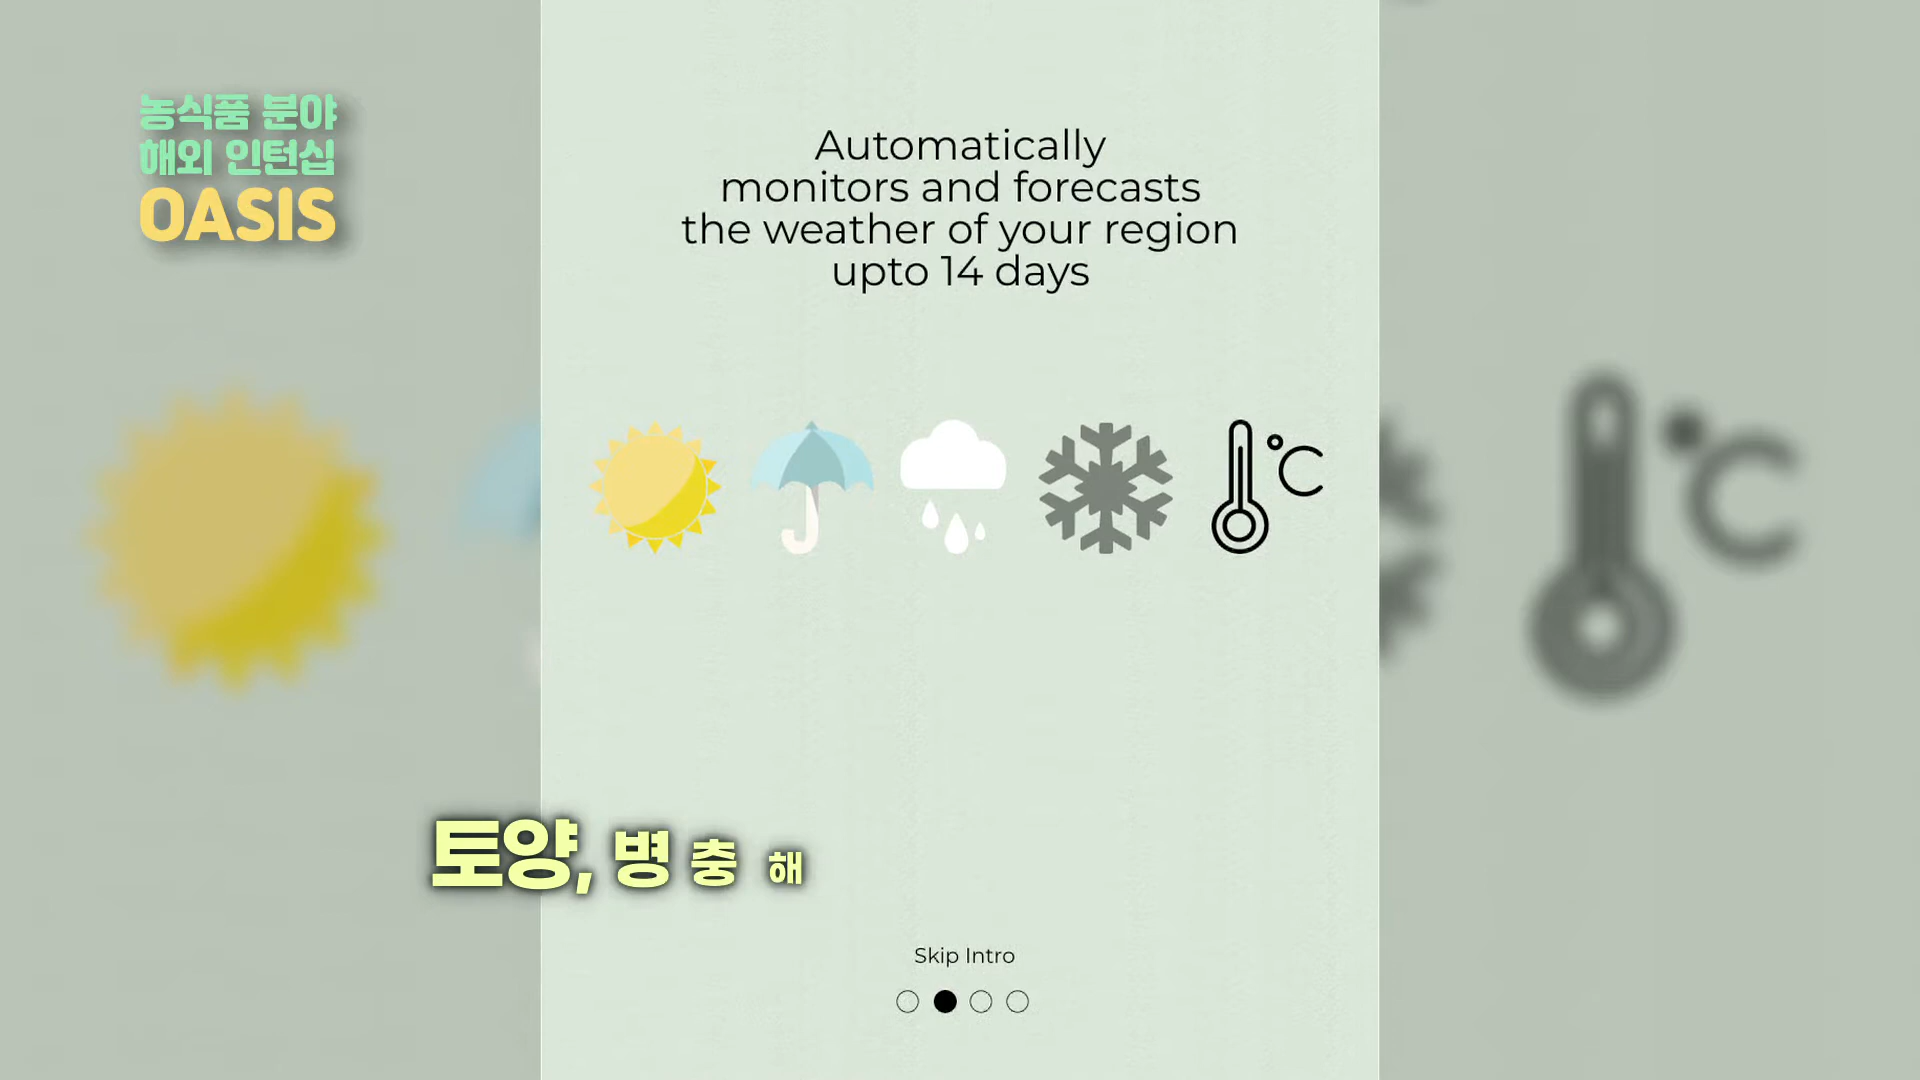 농식품 분야
해외 인턴십
OASIS
Automatically
monitors and forecasts
the weather of your region
upto 14 days
°C
토양, 병 충 해
Skip Intro